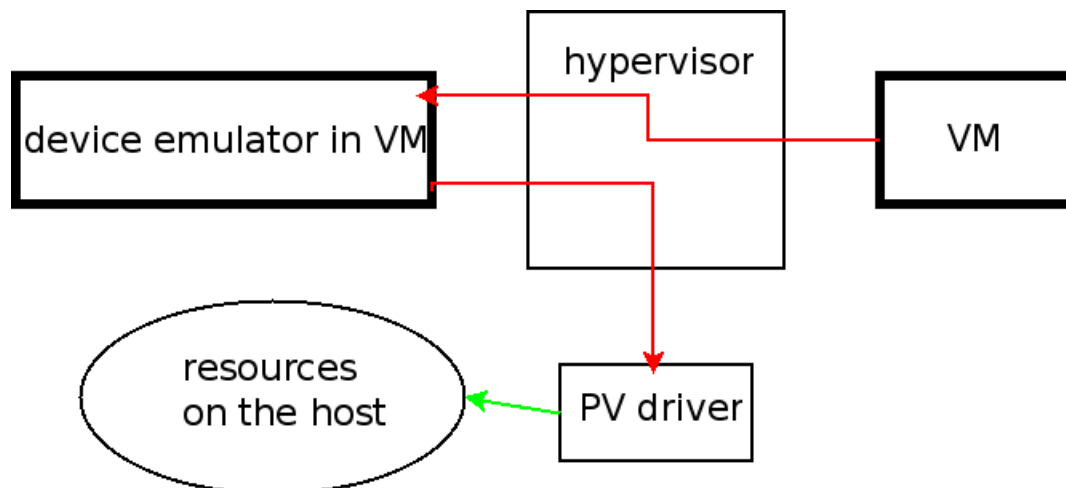 hypervisor
device emulator in VM
VM
resources
on the host
PV driver